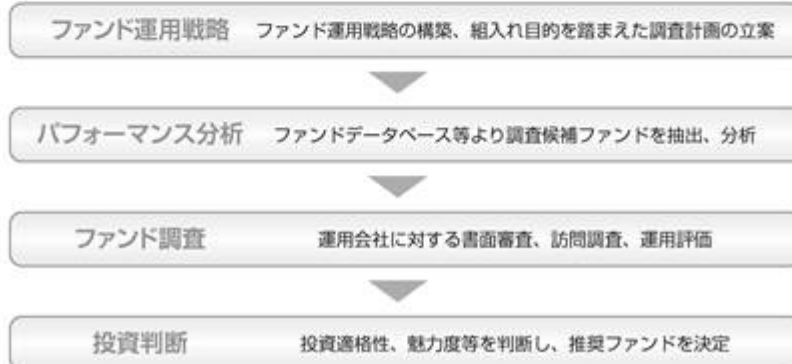 ファンド運用戦略 ファンド運用戦略の構築、組入れ目的を踏まえた調査計画の立案
パフォーマンス分析 ファンドデータベース等より調査候補ファンドを抽出、分析
ファンド調査 運用会社に対する書面審査、訪問調査、運用評価
投資判断 投資適格性、魅力度等を判断し、推奨ファンドを決定